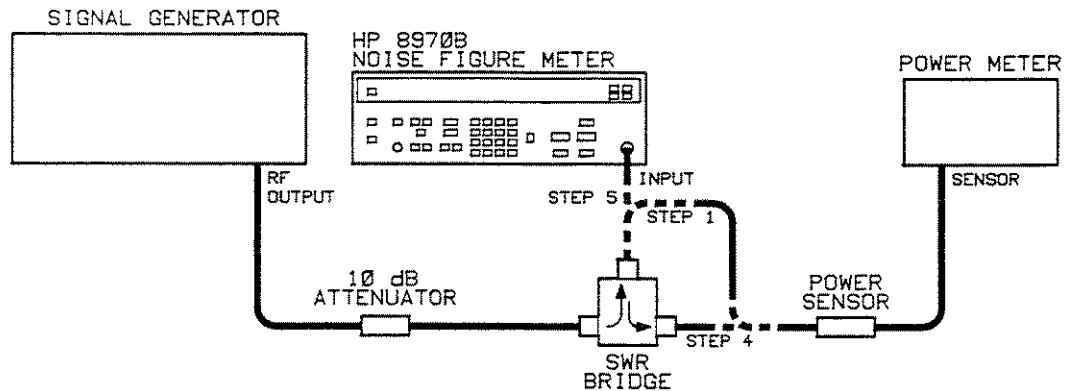 SIGNAL GENERATOR
HP 8970B
NOISE FIGURE METER
POWER METER
RF
OUTPUT
INPUT
SENSOR
STEP 5
STEP 1
10 dB
ATTENUATOR
POWER
SENSOR
STEP 4
SWR
BRIDGE